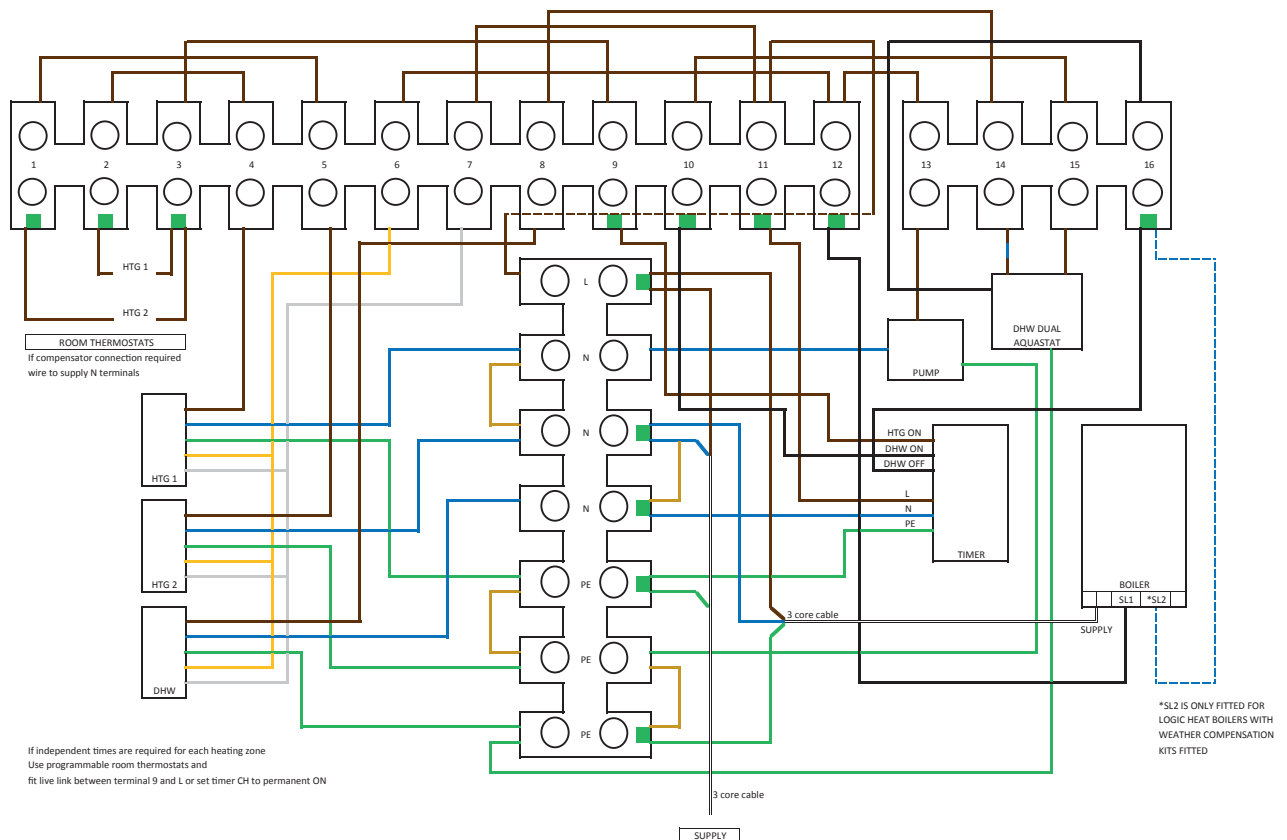 1 2 3 4 5 6 7 8 9 10 11 12 13 14 15 16
HTG 1
HTG 2
ROOM THERMOSTATS
If compensator connection required
wire to supply N terminals
L
N
N
N
PE
PE
PE
DHW DUAL
AQUASTAT
PUMP
HTG 1
HTG 2
DHW
HTG ON
DHW ON
DHW OFF
L
N
PE
TIMER
BOILER
SL1 *SL2
SUPPLY
3 core cable
*SL2 IS ONLY FITTED FOR
LOGIC HEAT BOILERS WITH
WEATHER COMPENSATION
KITS FITTED
If independent times are required for each heating zone
Use programmable room thermostats and
fit live link between terminal 9 and L or set timer CH to permanent ON
3 core cable
SUPPLY